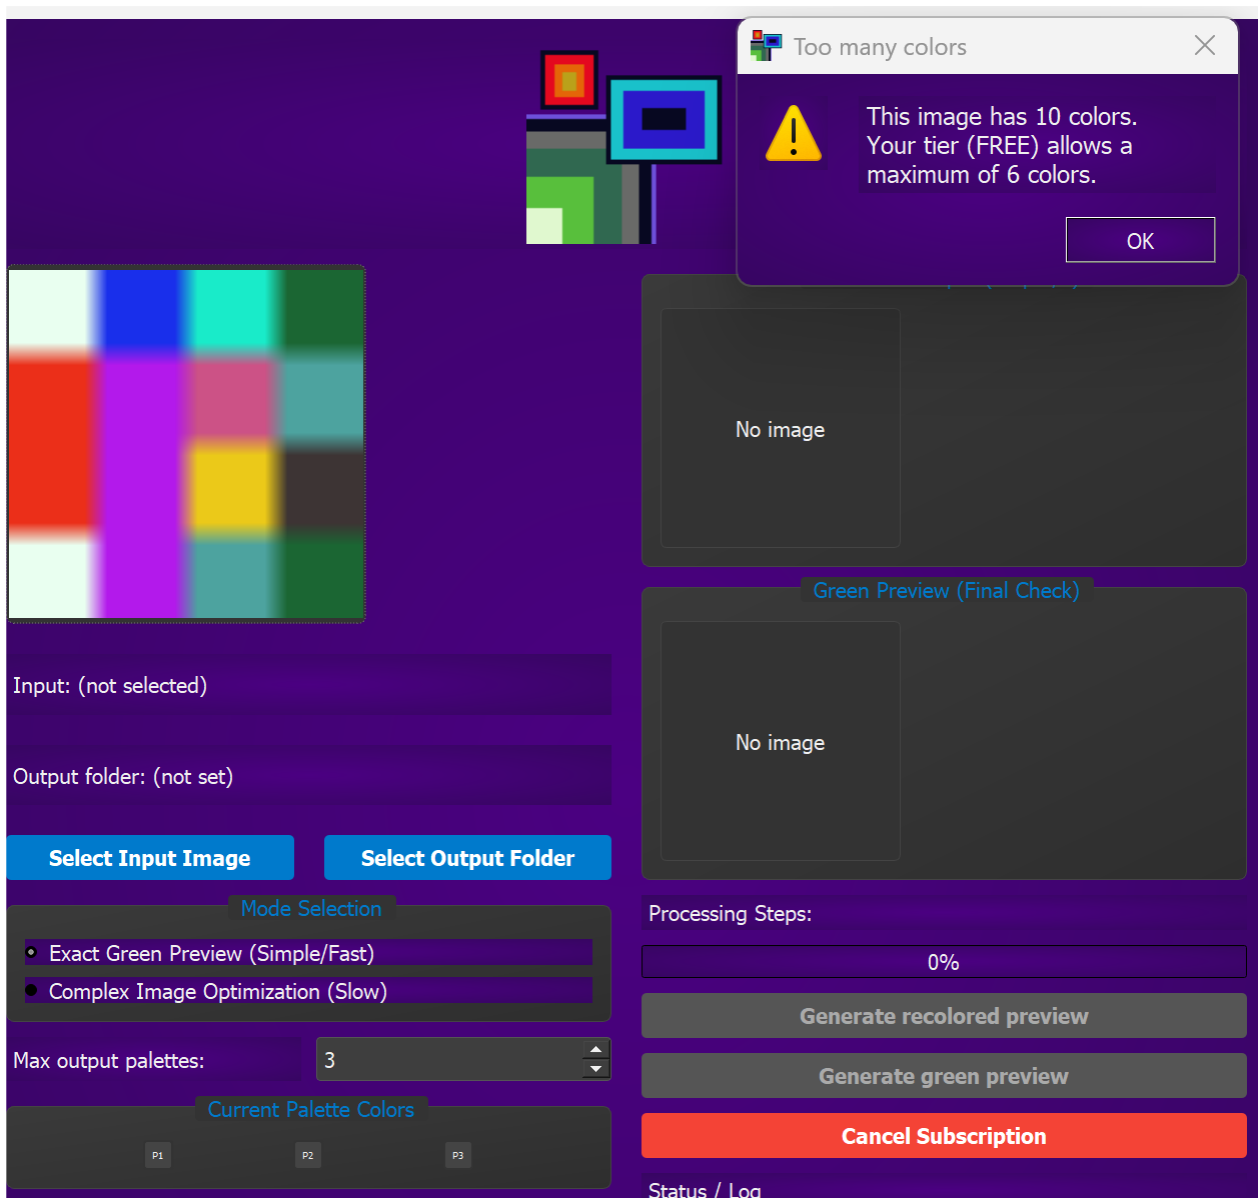 Too many colors
This image has 10 colors.
Your tier (FREE) allows a
maximum of 6 colors.
OK
No image
Green Preview (Final Check)
No image
Input: (not selected)
Output folder: (not set)
Select Input Image
Select Output Folder
Mode Selection
Exact Green Preview (Simple/Fast)
Complex Image Optimization (Slow)
Max output palettes:
3
Current Palette Colors
P1
P2
P3
Processing Steps:
0%
Generate recolored preview
Generate green preview
Cancel Subscription
Status / Log